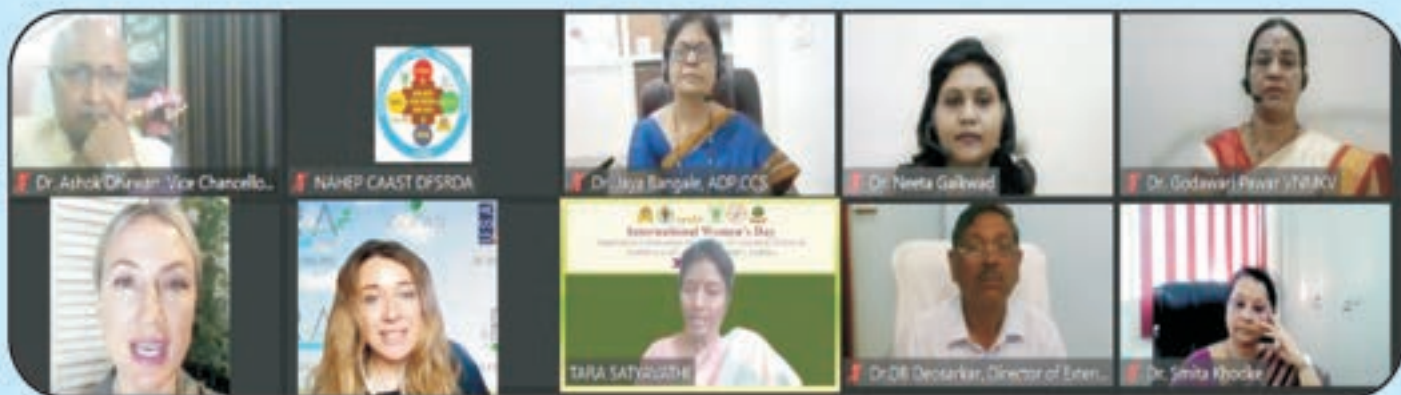 Dr. Ashok Dhawan, Vice Chancello...
NAHEP CAAST DFSRDA
Dr. Jaya Bangale, ADP,CCS
Dr. Neeta Gaikwad
Dr. Godawari Pawar VNMKV
International Women's Day
TARA SATYAVATHI
Dr.DB Deosarkar, Director of Exten...
Dr. Smita Khodke